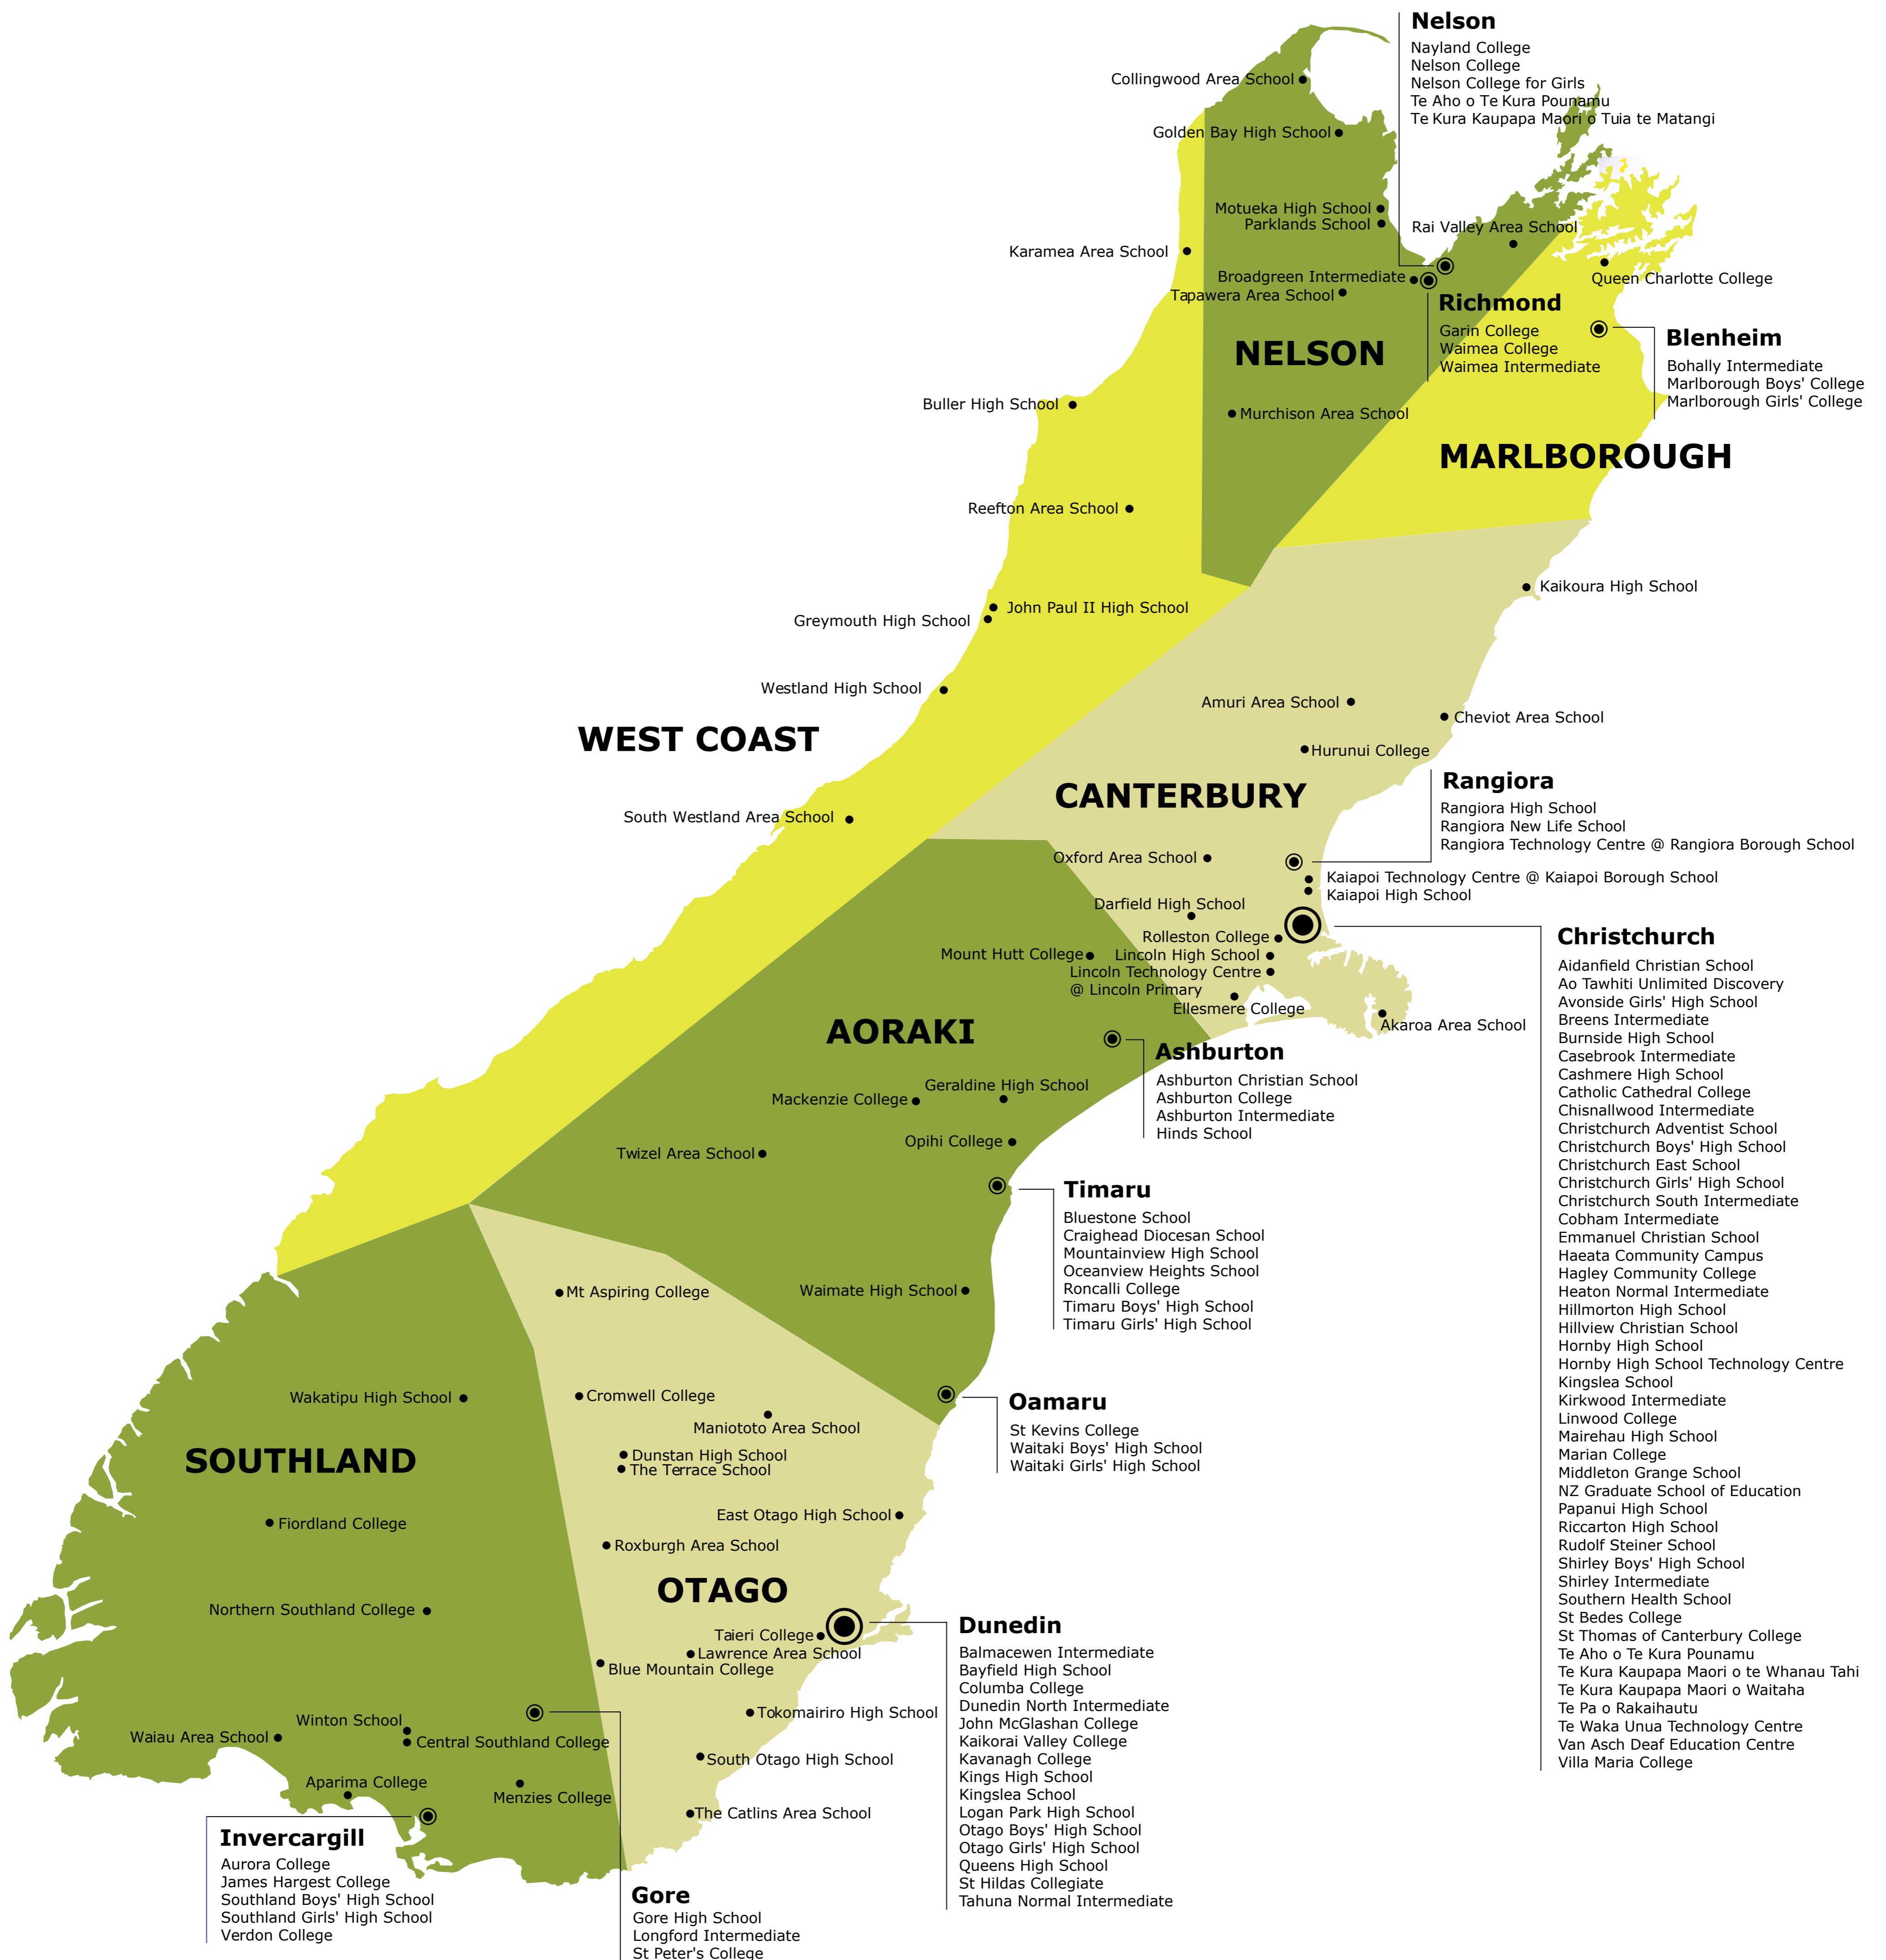 Nelson
Nayland College
Nelson College
Nelson College for Girls
Te Aho o Te Kura Pounamu
Te Kura Kaupapa Maori o Tuia te Matangi
Collingwood Area School
Golden Bay High School
Motueka High School
Parklands School
Rai Valley Area School
Karamea Area School
Broadgreen Intermediate
Tapawera Area School
Queen Charlotte College
Richmond
Garin College
Waimea College
Waimea Intermediate
NELSON
Blenheim
Bohally Intermediate
Marlborough Boys' College
Marlborough Girls' College
Buller High School
Murchison Area School
MARLBOROUGH
Reefton Area School
Kaikoura High School
John Paul II High School
Greymouth High School
Westland High School
WEST COAST
Amuri Area School
Cheviot Area School
Hurunui College
CANTERBURY
Rangiora
Rangiora High School
Rangiora New Life School
Rangiora Technology Centre @ Rangiora Borough School
South Westland Area School
Oxford Area School
Kaiapoi Technology Centre @ Kaiapoi Borough School
Kaiapoi High School
Darfield High School
Rolleston College
Mount Hutt College
Lincoln High School
Lincoln Technology Centre
@ Lincoln Primary
Ellesmere College
Akaroa Area School
Christchurch
Aidanfield Christian School
Ao Tawhiti Unlimited Discovery
Avonside Girls' High School
Breens Intermediate
Burnside High School
Casebrook Intermediate
Cashmere High School
Catholic Cathedral College
Chisnallwood Intermediate
Christchurch Adventist School
Christchurch Boys' High School
Christchurch East School
Christchurch Girls' High School
Christchurch South Intermediate
Cobham Intermediate
Emmanuel Christian School
Haeata Community Campus
Hagley Community College
Heaton Normal Intermediate
Hillmorton High School
Hillview Christian School
Hornby High School
Hornby High School Technology Centre
Kingslea School
Kirkwood Intermediate
Linwood College
Mairehau High School
Marian College
Middleton Grange School
NZ Graduate School of Education
Papanui High School
Riccarton High School
Rudolf Steiner School
Shirley Boys' High School
Shirley Intermediate
Southern Health School
St Bedes College
St Thomas of Canterbury College
Te Aho o Te Kura Pounamu
Te Kura Kaupapa Maori o te Whanau Tahi
Te Kura Kaupapa Maori o Waitaha
Te Pa o Rakaihautu
Te Waka Unua Technology Centre
Van Asch Deaf Education Centre
Villa Maria College
AORAKI
Ashburton
Ashburton Christian School
Ashburton College
Ashburton Intermediate
Hinds School
Geraldine High School
Mackenzie College
Opihi College
Twizel Area School
Timaru
Bluestone School
Craighead Diocesan School
Mountainview High School
Oceanview Heights School
Roncalli College
Timaru Boys' High School
Timaru Girls' High School
Mt Aspiring College
Waimate High School
Wakatipu High School
Cromwell College
Maniototo Area School
Oamaru
St Kevins College
Waitaki Boys' High School
Waitaki Girls' High School
SOUTHLAND
Dunstan High School
The Terrace School
East Otago High School
Fiordland College
Roxburgh Area School
OTAGO
Northern Southland College
Taieri College
Lawrence Area School
Blue Mountain College
Dunedin
Balmacewen Intermediate
Bayfield High School
Columba College
Dunedin North Intermediate
John McGlashan College
Kaikorai Valley College
Kavanagh College
Kings High School
Kingslea School
Logan Park High School
Otago Boys' High School
Otago Girls' High School
Queens High School
St Hildas Collegiate
Tahuna Normal Intermediate
Tokomairiro High School
Winton School
Waiau Area School
Central Southland College
South Otago High School
Aparima College
Menzies College
The Catlins Area School
Invercargill
Aurora College
James Hargest College
Southland Boys' High School
Southland Girls' High School
Verdon College
Gore
Gore High School
Longford Intermediate
St Peter's College